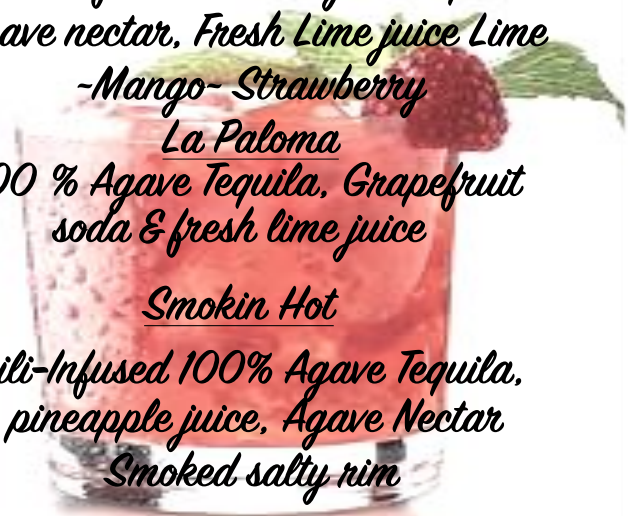 ave nectar, Fresh Lime juice Lime
~Mango~ Strawberry
La Paloma
00 % Agave Tequila, Grapefruit
soda & fresh lime juice
Smokin Hot
ili-Infused 100% Agave Tequila,
pineapple juice, Agave Nectar
Smoked salty rim